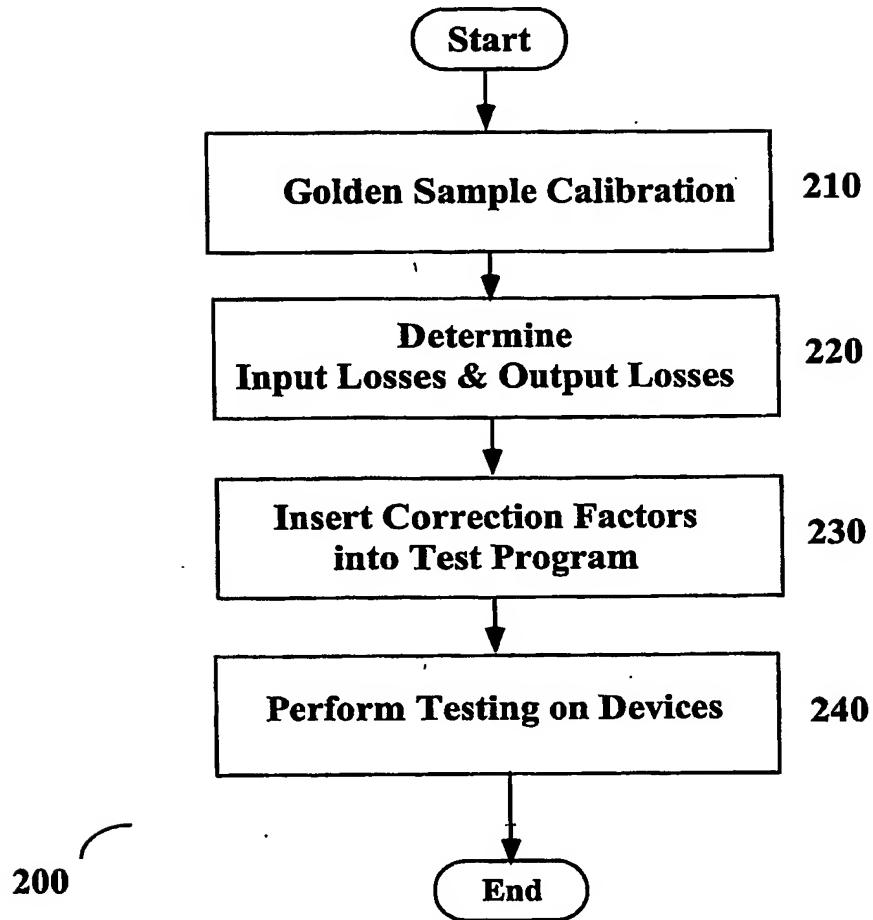 Start
Golden Sample Calibration
210
Determine
Input Losses & Output Losses
220
Insert Correction Factors
into Test Program
230
Perform Testing on Devices
240
200
End